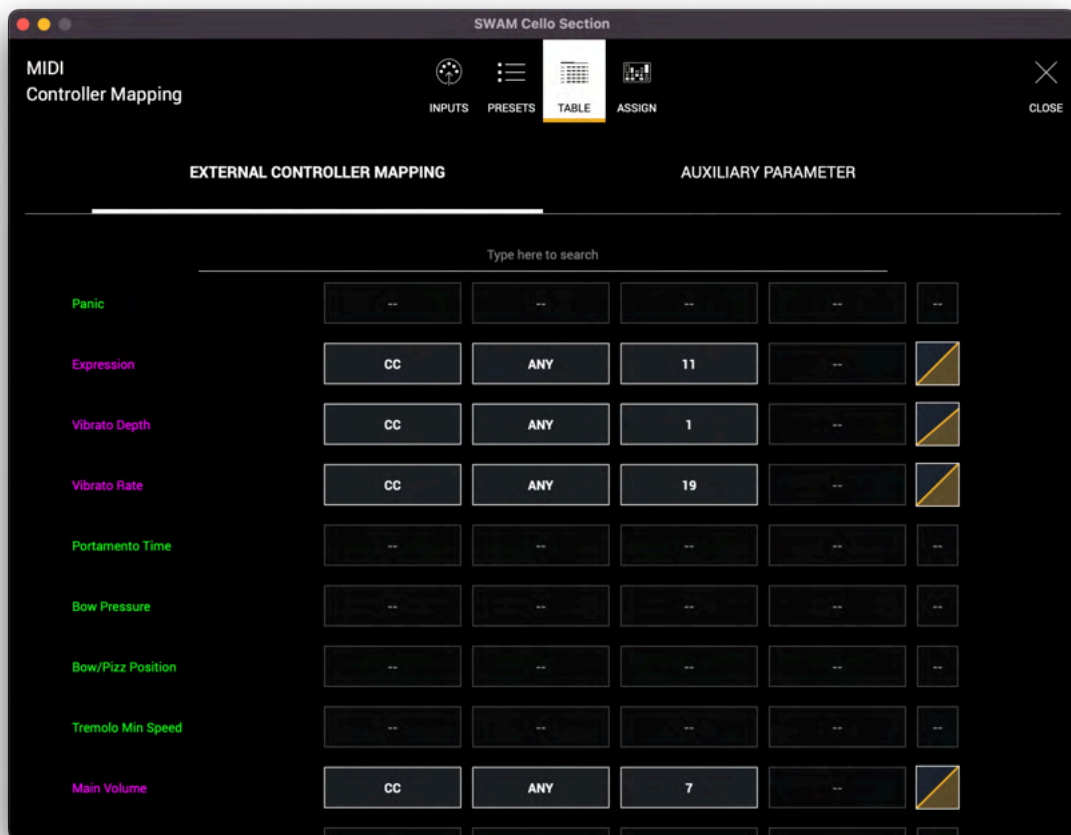 SWAM Cello Section
MIDI
Controller Mapping
INPUTS PRESETS TABLE ASSIGN
CLOSE
EXTERNAL CONTROLLER MAPPING AUXILIARY PARAMETER
Type here to search
Panic -- -- -- -- --
Expression CC ANY 11 --
Vibrato Depth CC ANY 1 --
Vibrato Rate CC ANY 19 --
Portamento Time -- -- -- -- --
Bow Pressure -- -- -- -- --
Bow/Pizz Position -- -- -- -- --
Tremolo Min Speed -- -- -- -- --
Main Volume CC ANY 7 --